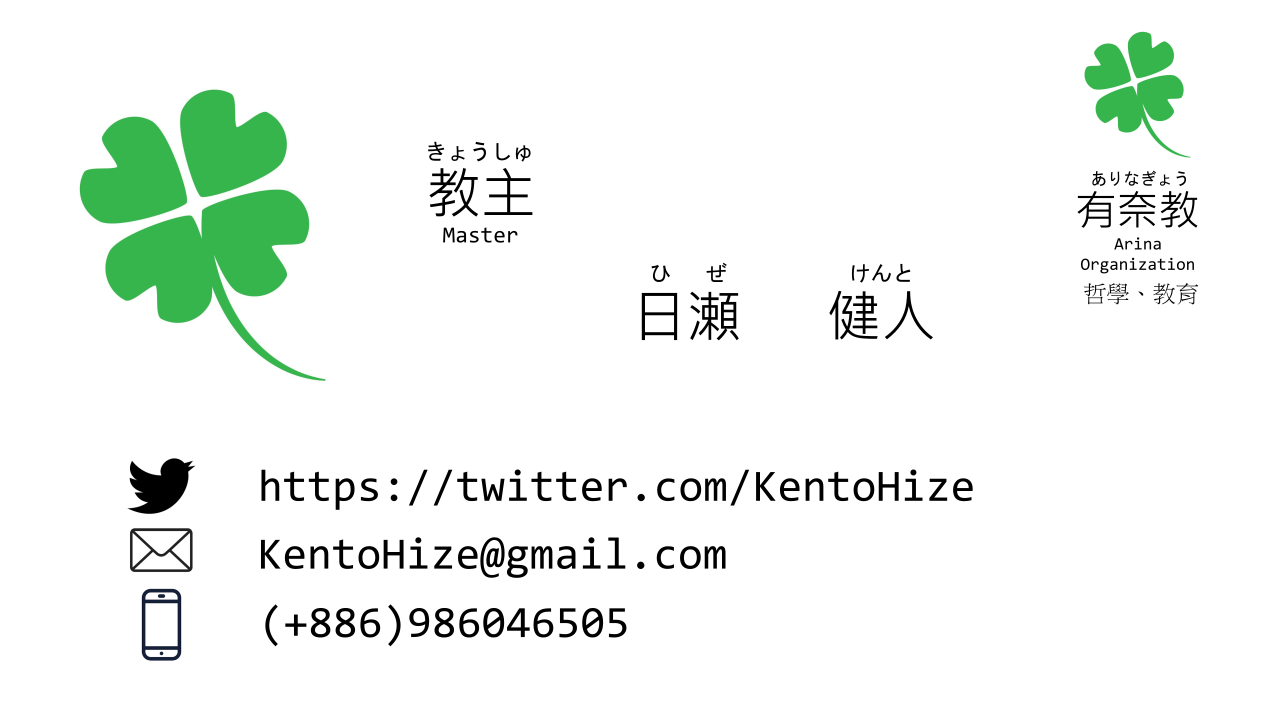 きょうしゅ
教主
Master
ひ ぜ けんと
日瀬 健人
ありなぎょう
有奈教
Arina
Organization
哲學、教育
https://twitter.com/KentoHize
KentoHize@gmail.com
(+886)986046505